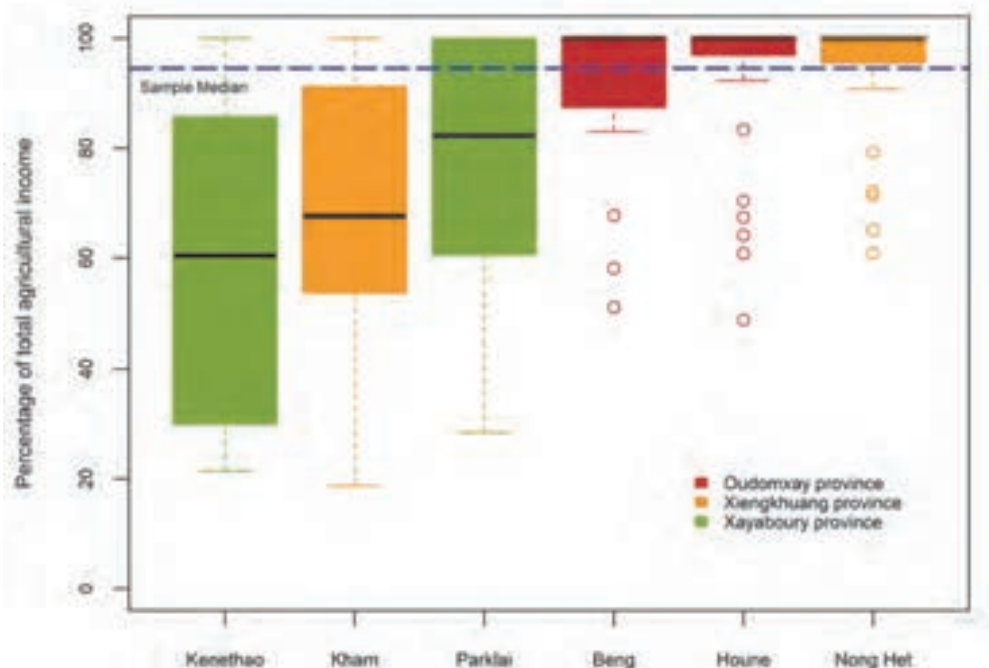 Percentage of total agricultural income
100
80
60
40
20
0
Sample Median
Oudomxay province
Xiengkhuang province
Xayaboury province
Kenethao Kham Parklai Beng Houne Nong Het